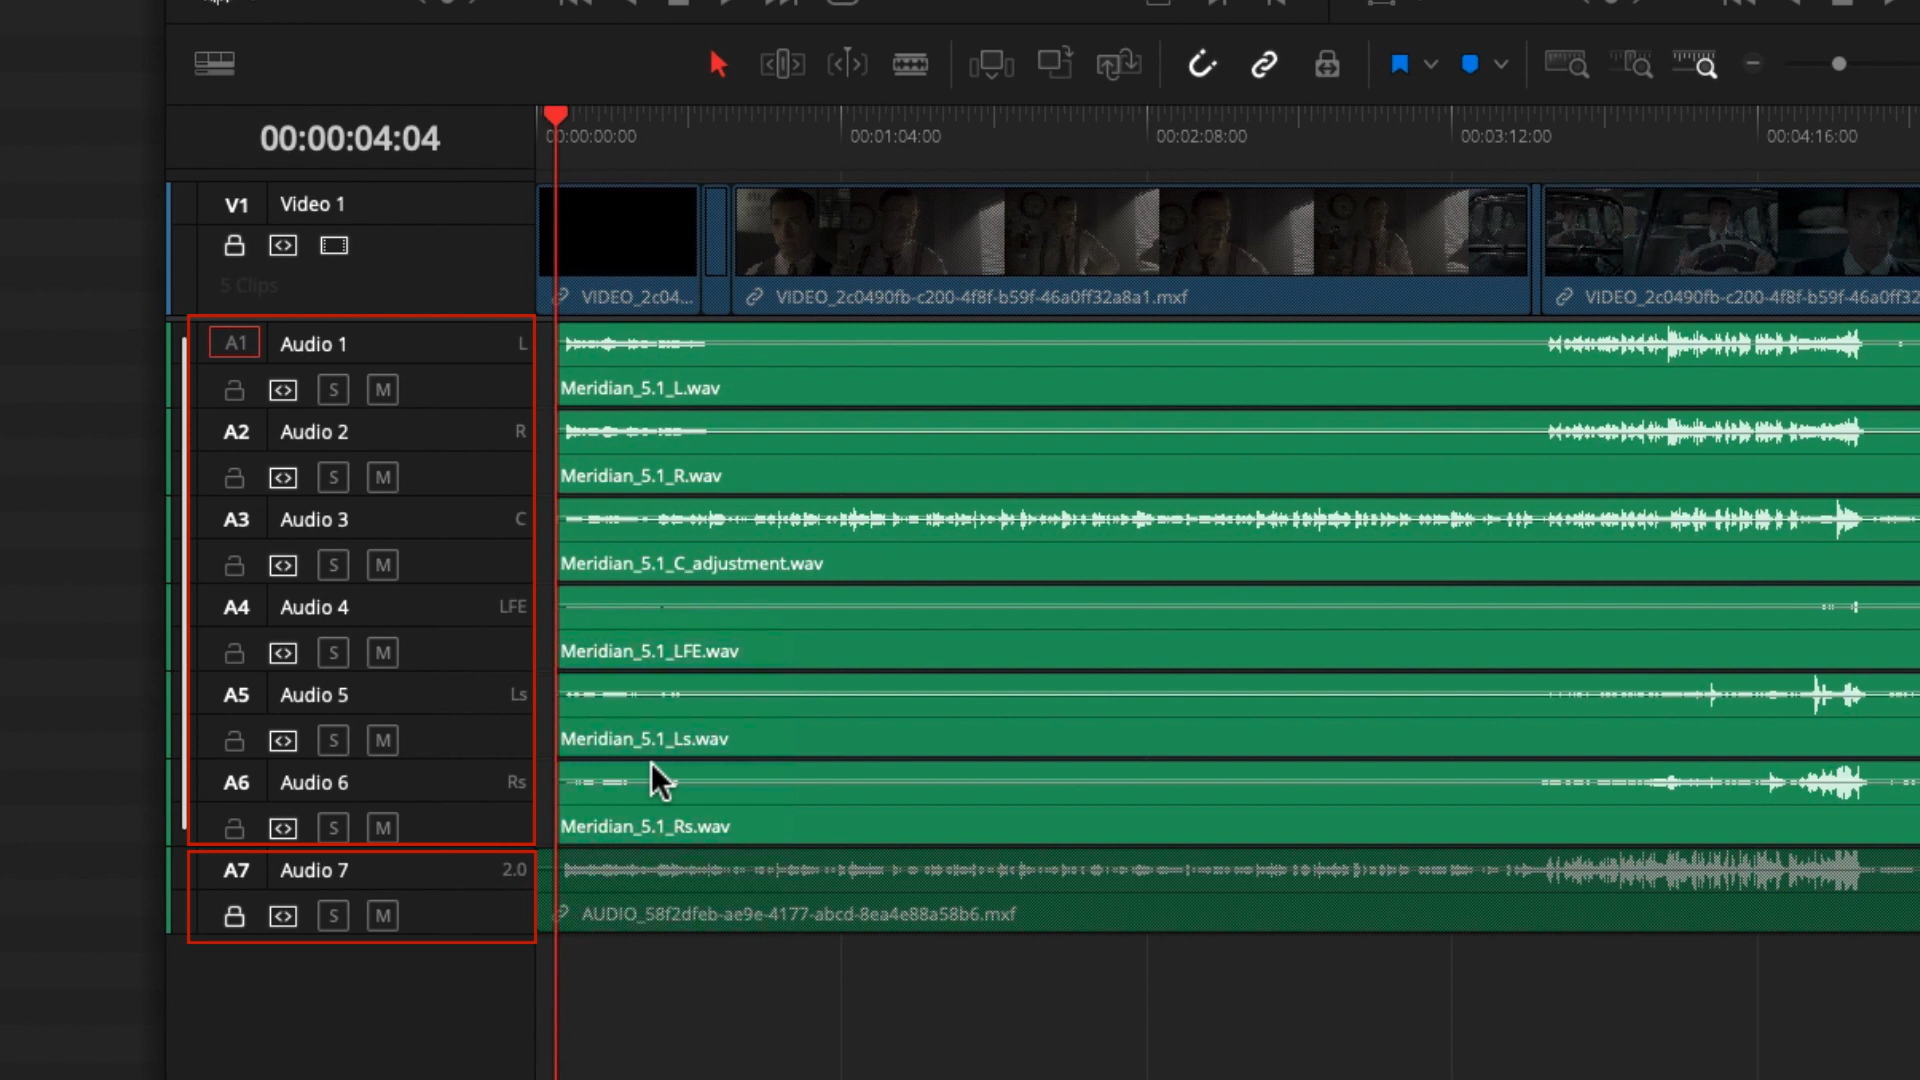 00:00:04:04
00:00:00:00 00:01:04:00 00:02:08:00 00:03:12:00 00:04:16:00
V1 Video 1
5 Clips
VIDEO_2c04... VIDEO_2c0490fb-c200-4f8f-b59f-46a0ff32a8a1.mxf VIDEO_2c0490fb-c200-4f8f-b59f-46a0ff32
A1 Audio 1 L
S M Meridian_5.1_L.wav
A2 Audio 2 R
S M Meridian_5.1_R.wav
A3 Audio 3 C
S M Meridian_5.1_C_adjustment.wav
A4 Audio 4 LFE
S M Meridian_5.1_LFE.wav
A5 Audio 5 Ls
S M Meridian_5.1_Ls.wav
A6 Audio 6 Rs
S M Meridian_5.1_Rs.wav
A7 Audio 7 2.0
S M AUDIO_58f2dfeb-ae9e-4177-abcd-8ea4e88a58b6.mxf